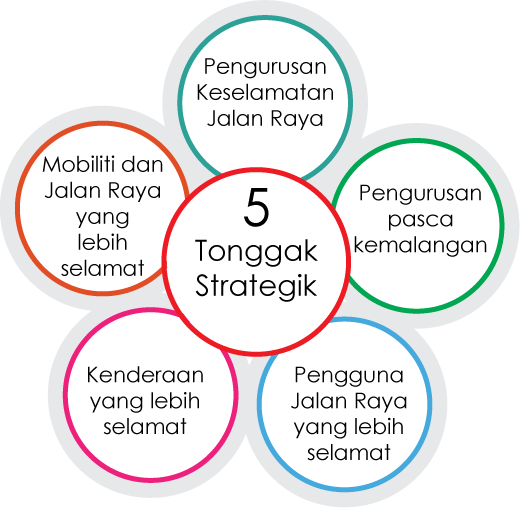 Pengurusan
Keselamatan
Jalan Raya
Mobiliti dan
Jalan Raya
yang
lebih
selamat
5
Tonggak
Strategik
Pengurusan
pasca
kemalangan
Kenderaan
yang lebih
selamat
Pengguna
Jalan Raya
yang lebih
selamat